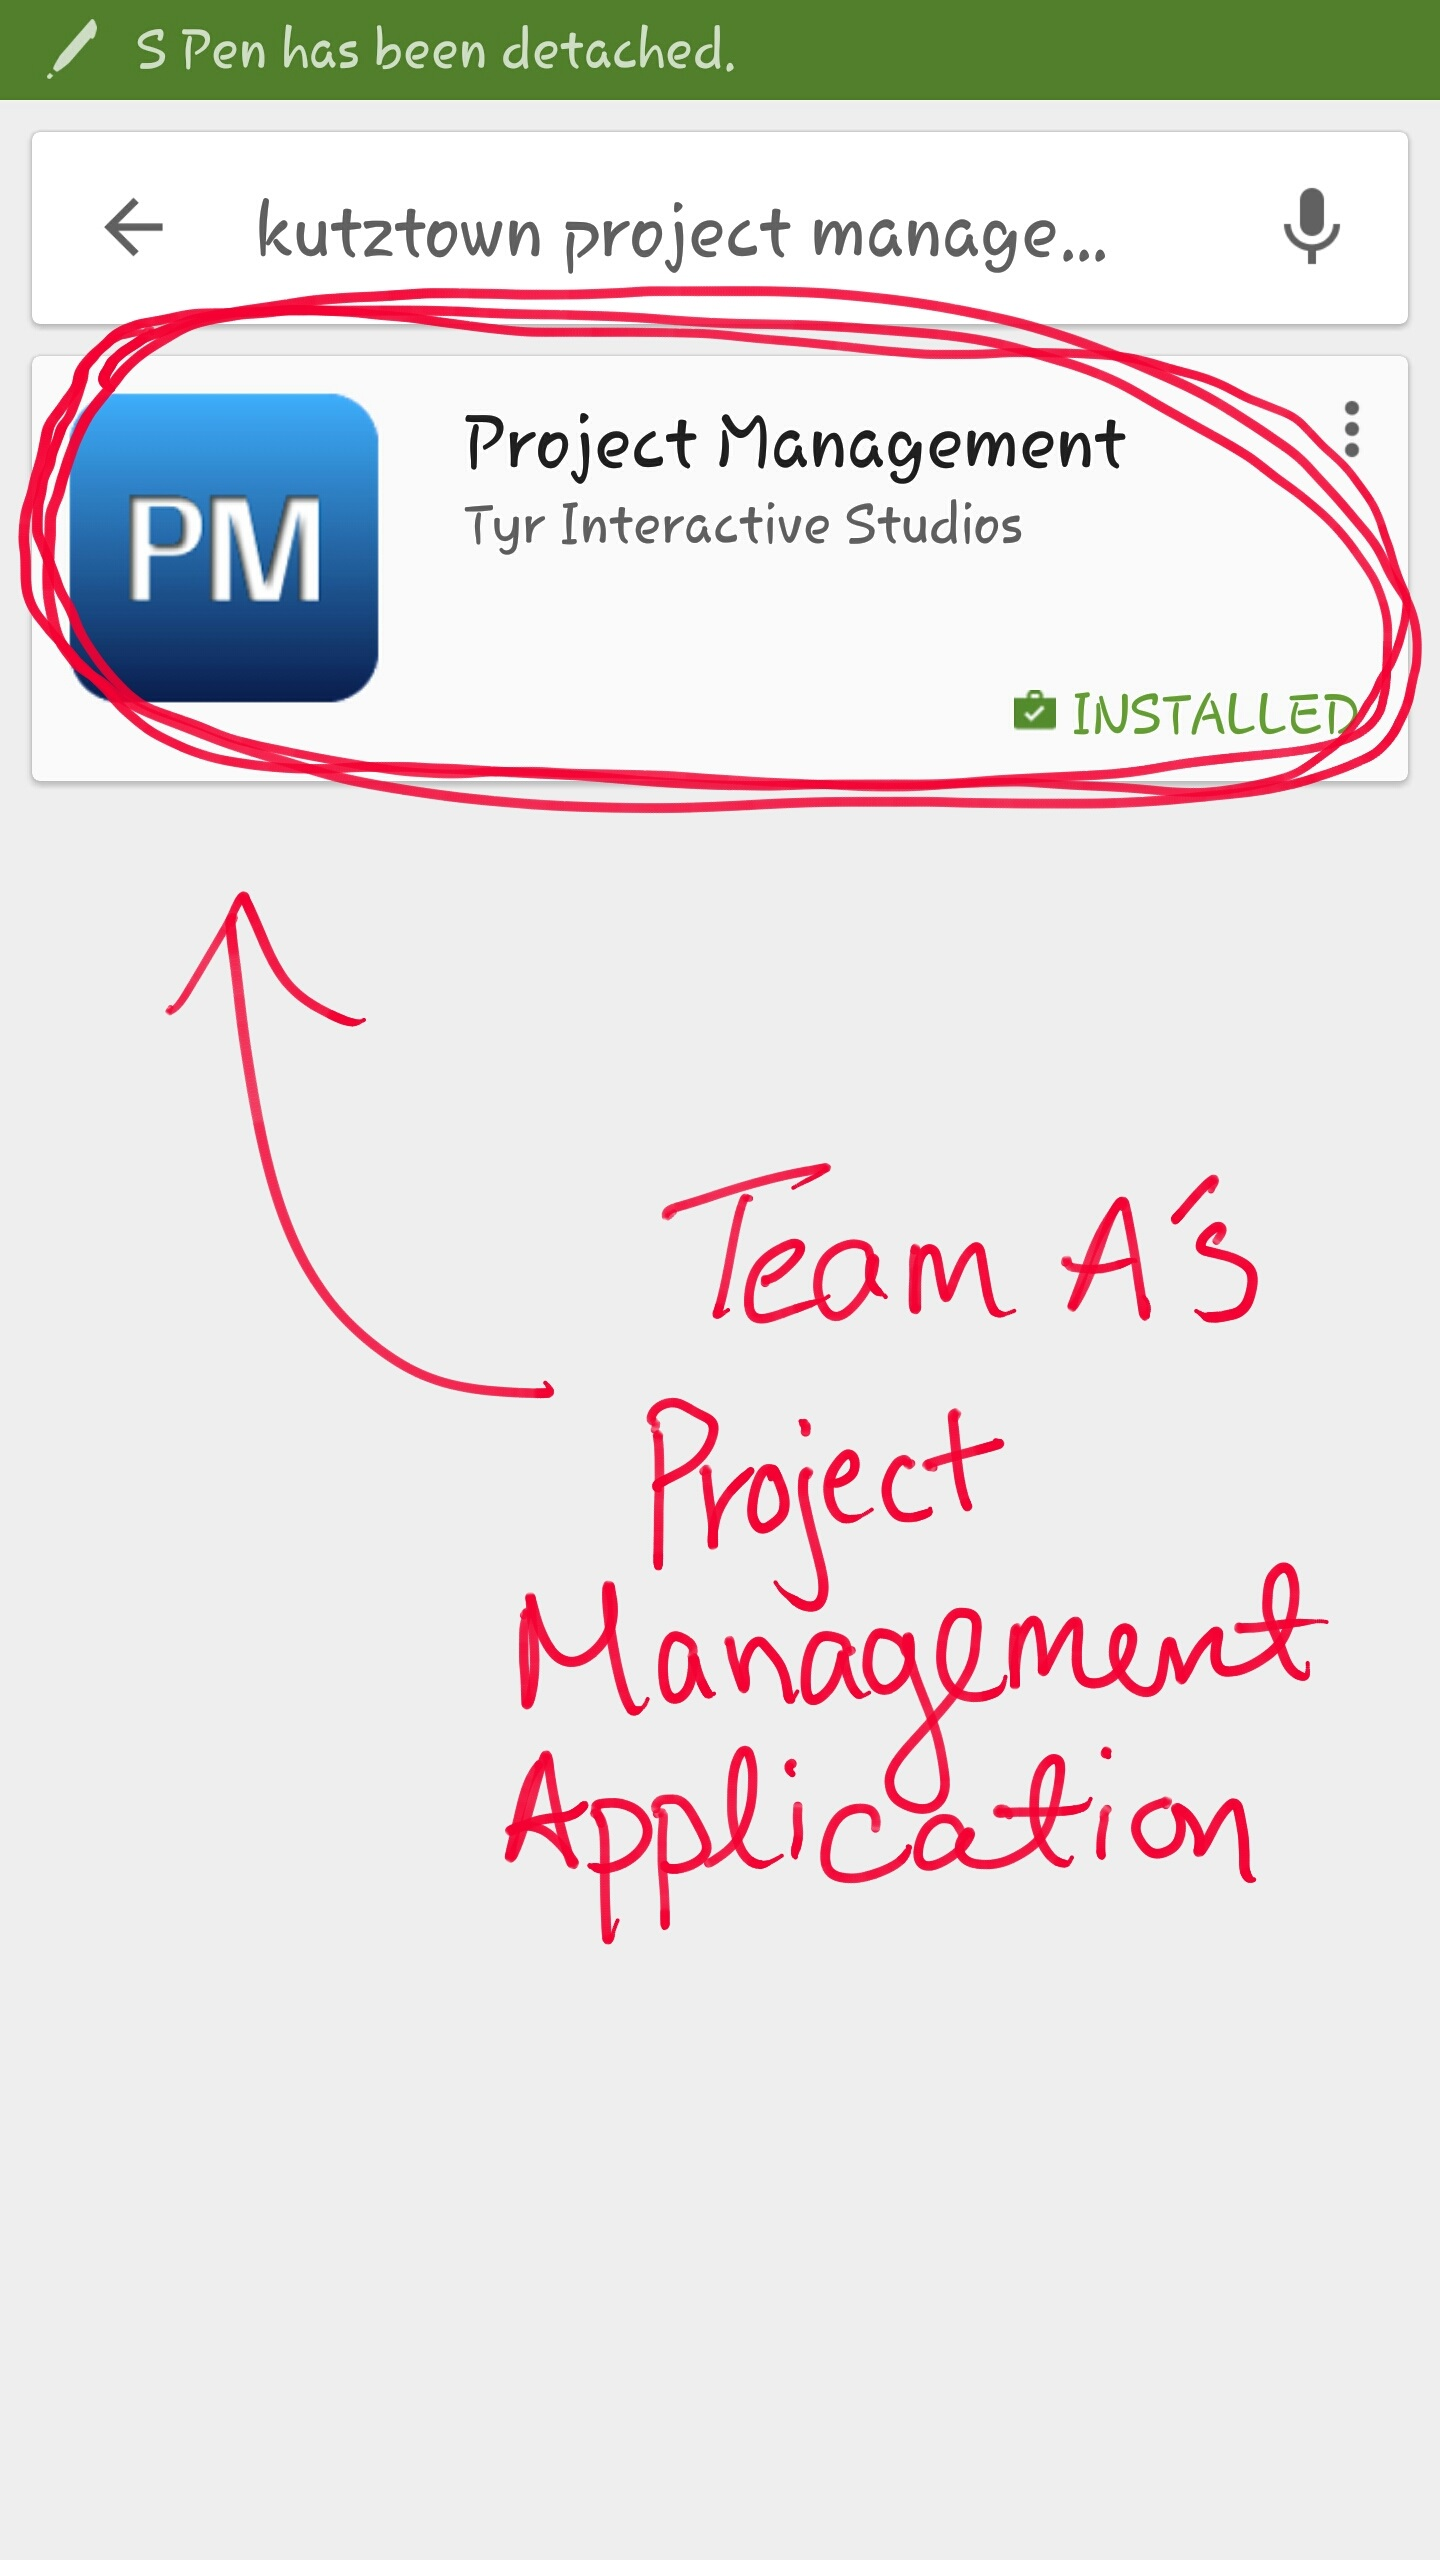 S Pen has been detached.
kutztown project manage...
Project Management
Tyr Interactive Studios
PM
INSTALLED
Team A's
Project
Management
Application